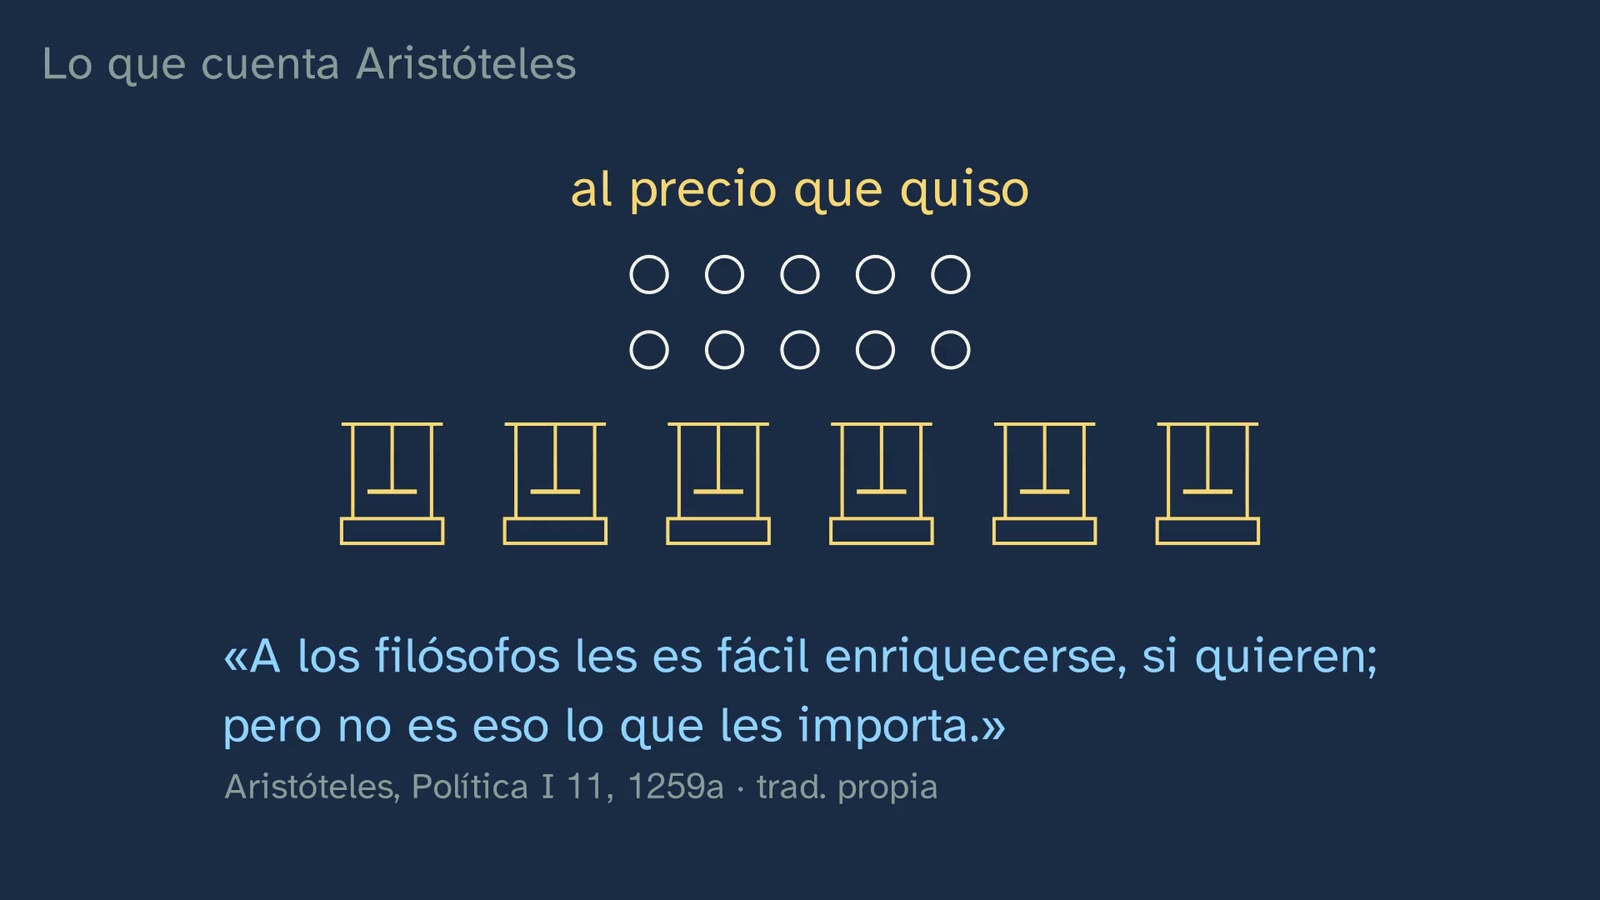 Lo que cuenta Aristóteles
al precio que quiso
«A los filósofos les es fácil enriquecerse, si quieren;
pero no es eso lo que les importa.»
Aristóteles, Política I 11, 1259a · trad. propia